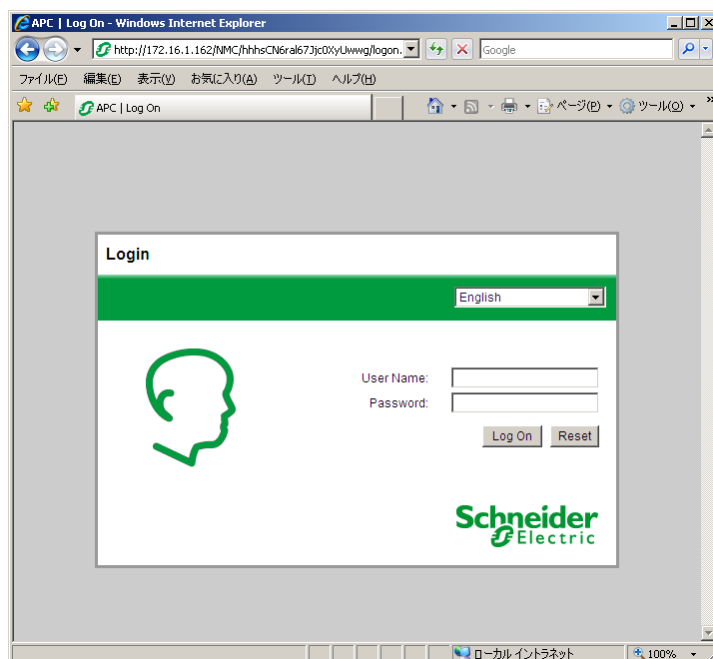 APC | Log On - Windows Internet Explorer
http://172.16.1.162/NMC/hhhsCN6ral67Jjc0XyUwwg/logon.
Google
ファイル(F) 編集(E) 表示(V) お気に入り(A) ツール(T) ヘルプ(H)
APC | Log On
ページ(P) ツール(O) »
Login
English
User Name:
Password:
Log On Reset
Schneider
Electric
ローカル イントラネット 100%